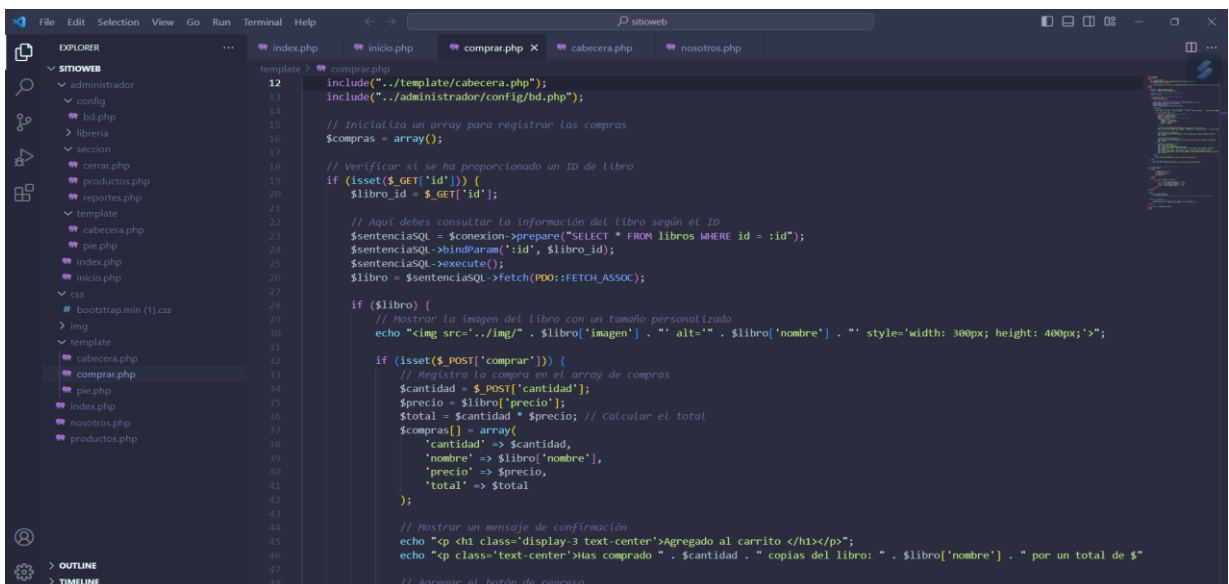 File Edit Selection View Go Run Terminal Help
sitioweb
EXPLORER
SITIOWEB
administrador
config
bd.php
libreria
seccion
cerrar.php
productos.php
reportes.php
template
cabecera.php
pie.php
index.php
inicio.php
css
# bootstrap.min (1).css
img
template
cabecera.php
comprar.php
pie.php
index.php
nosotros.php
productos.php
OUTLINE
TIMELINE
index.php inicio.php comprar.php cabecera.php nosotros.php
template > comprar.php
12 include("../template/cabecera.php");
13 include("../administrador/config/bd.php");
14
15 // Inicializa un array para registrar las compras
16 $compras = array();
17
18 // Verificar si se ha proporcionado un ID de libro
19 if (isset($_GET['id'])) {
20 $libro_id = $_GET['id'];
21
22 // Aquí debes consultar la información del libro según el ID
23 $sentenciaSQL = $conexion->prepare("SELECT * FROM libros WHERE id = :id");
24 $sentenciaSQL->bindParam(':id', $libro_id);
25 $sentenciaSQL->execute();
26 $libro = $sentenciaSQL->fetch(PDO::FETCH_ASSOC);
27
28 if ($libro) {
29 // Mostrar la imagen del libro con un tamaño personalizado
30 echo "<img src='../img/" . $libro['imagen'] . "' alt='" . $libro['nombre'] . "' style='width: 300px; height: 400px;'>";
31
32 if (isset($_POST['comprar'])) {
33 // Registra la compra en el array de compras
34 $cantidad = $_POST['cantidad'];
35 $precio = $libro['precio'];
36 $total = $cantidad * $precio; // Calcular el total
37 $compras[] = array(
38 'cantidad' => $cantidad,
39 'nombre' => $libro['nombre'],
40 'precio' => $precio,
41 'total' => $total
42 );
43
44 // Mostrar un mensaje de confirmación
45 echo "<p <h1 class='display-3 text-center'>Agregado al carrito </h1></p>";
46 echo "<p class='text-center'>Has comprado " . $cantidad . " copias del libro: " . $libro['nombre'] . " por un total de $"
47
48 // Agregar el botón de regreso